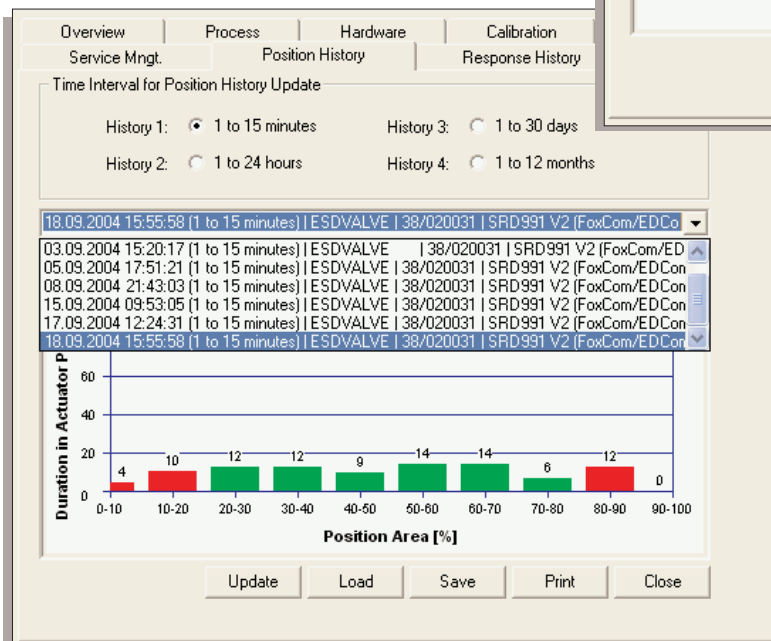 Overview Process Hardware Calibration
Service Mngt. Position History Response History
Time Interval for Position History Update
History 1: 1 to 15 minutes History 3: 1 to 30 days
History 2: 1 to 24 hours History 4: 1 to 12 months
18.09.2004 15:55:58 (1 to 15 minutes) | ESDVALVE | 38/020031 | SRD991 V2 (FoxCom/EDCo
03.09.2004 15:20:17 (1 to 15 minutes) | ESDVALVE | 38/020031 | SRD991 V2 (FoxCom/ED
05.09.2004 17:51:21 (1 to 15 minutes) | ESDVALVE | 38/020031 | SRD991 V2 (FoxCom/EDCon
08.09.2004 21:43:03 (1 to 15 minutes) | ESDVALVE | 38/020031 | SRD991 V2 (FoxCom/EDCon
15.09.2004 09:53:05 (1 to 15 minutes) | ESDVALVE | 38/020031 | SRD991 V2 (FoxCom/EDCon
17.09.2004 12:24:31 (1 to 15 minutes) | ESDVALVE | 38/020031 | SRD991 V2 (FoxCom/EDCon
18.09.2004 15:55:58 (1 to 15 minutes) | ESDVALVE | 38/020031 | SRD991 V2 (FoxCom/EDCon
Duration in Actuator P
60
40
20
0
4 10 12 12 9 14 14 6 12 0
0-10 10-20 20-30 30-40 40-50 50-60 60-70 70-80 80-90 90-100
Position Area [%]
Update Load Save Print Close